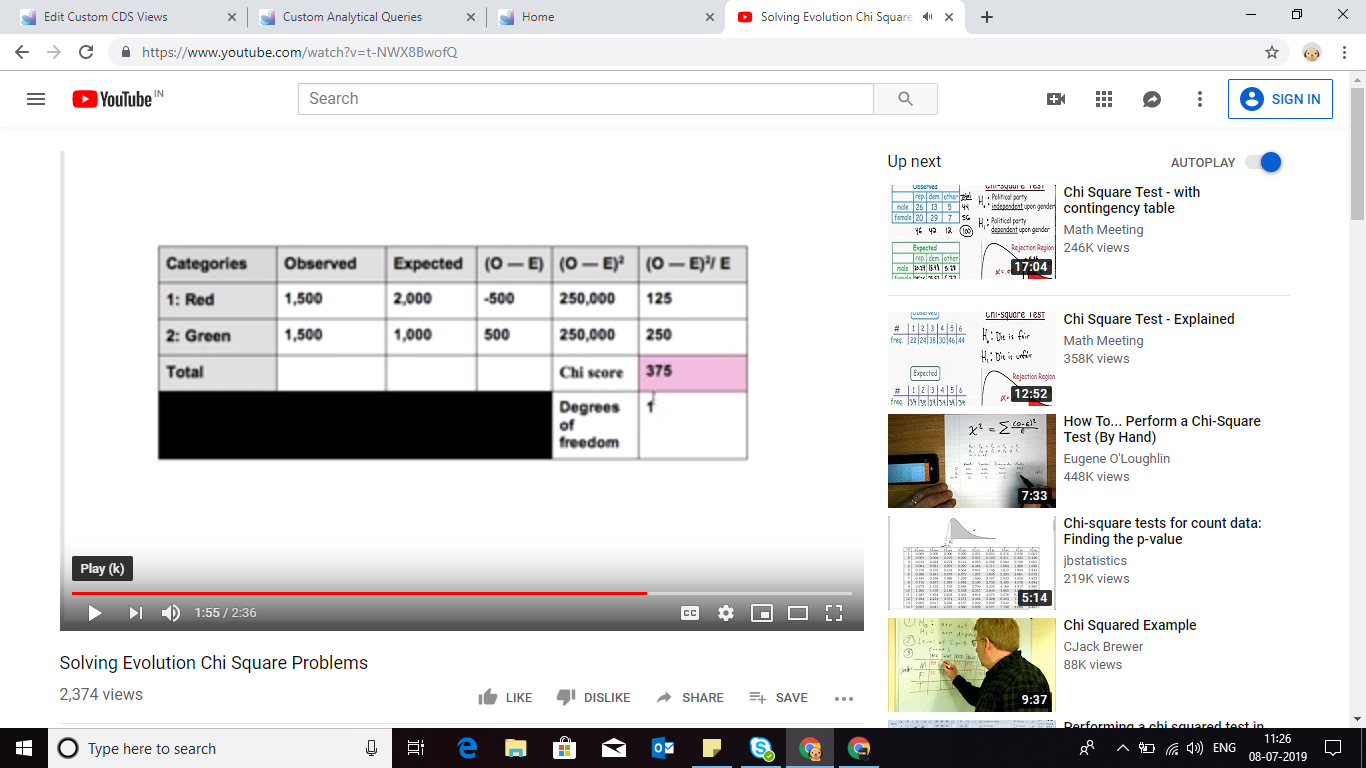 Edit Custom CDS Views
Custom Analytical Queries
Home
Solving Evolution Chi Square
https://www.youtube.com/watch?v=t-NWX8BwofQ
YouTube IN
Search
SIGN IN
Categories Observed Expected (O — E) (O — E)² (O — E)²/ E
1: Red 1,500 2,000 -500 250,000 125
2: Green 1,500 1,000 500 250,000 250
Total Chi score 375
Degrees 1
of
freedom
Play (k)
1:55 / 2:36
CC
Solving Evolution Chi Square Problems
2,374 views
LIKE DISLIKE SHARE SAVE
Up next AUTOPLAY
17:04
Chi Square Test - with
contingency table
Math Meeting
246K views
12:52
Chi Square Test - Explained
Math Meeting
358K views
7:33
How To... Perform a Chi-Square
Test (By Hand)
Eugene O'Loughlin
448K views
5:14
Chi-square tests for count data:
Finding the p-value
jbstatistics
219K views
9:37
Chi Squared Example
CJack Brewer
88K views
Performing a chi squared test in
Type here to search
ENG
11:26
08-07-2019